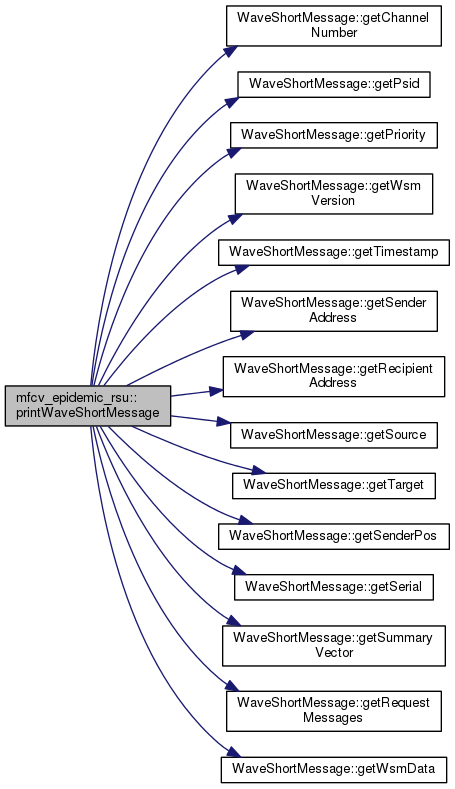 WaveShortMessage::getChannel
Number
WaveShortMessage::getPsid
WaveShortMessage::getPriority
WaveShortMessage::getWsm
Version
WaveShortMessage::getTimestamp
WaveShortMessage::getSender
Address
WaveShortMessage::getRecipient
Address
mfcv_epidemic_rsu::
printWaveShortMessage
WaveShortMessage::getSource
WaveShortMessage::getTarget
WaveShortMessage::getSenderPos
WaveShortMessage::getSerial
WaveShortMessage::getSummary
Vector
WaveShortMessage::getRequest
Messages
WaveShortMessage::getWsmData